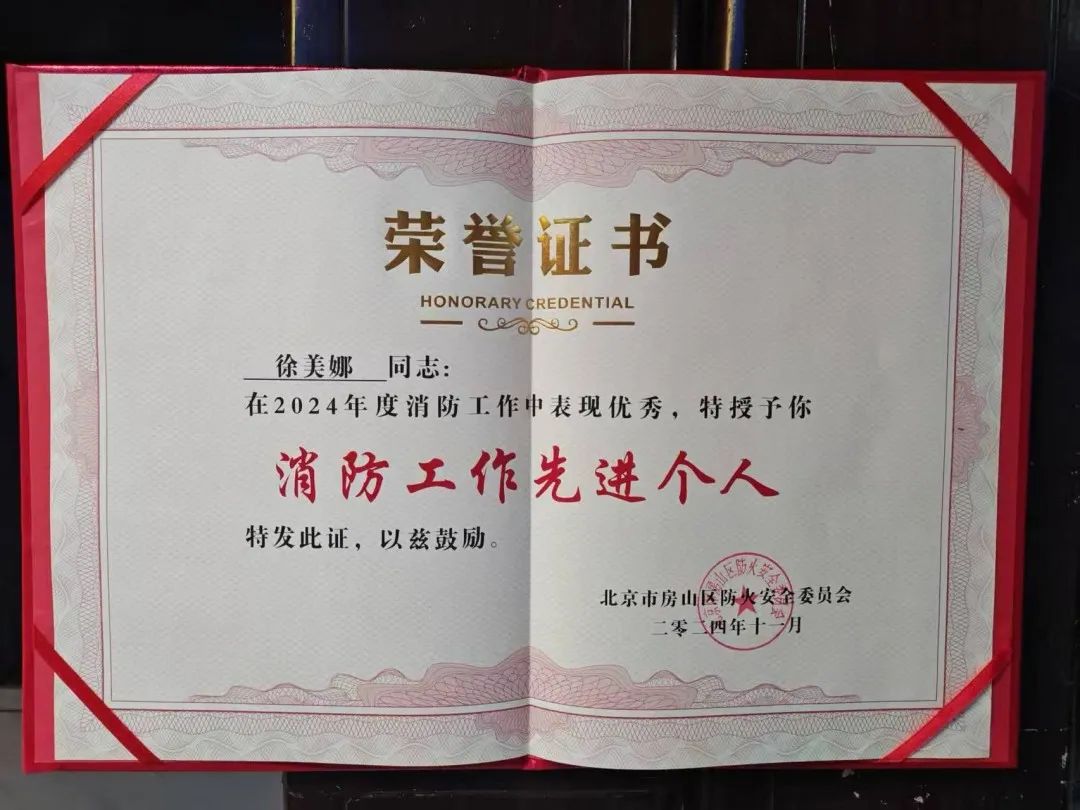 荣誉证书
HONORARY CREDENTIAL
徐美娜 同志:
在2024年度消防工作中表现优秀，特授予你
消防工作先进个人
特发此证，以兹鼓励。
北京市房山区防火安全委员会
二零二四年十一月